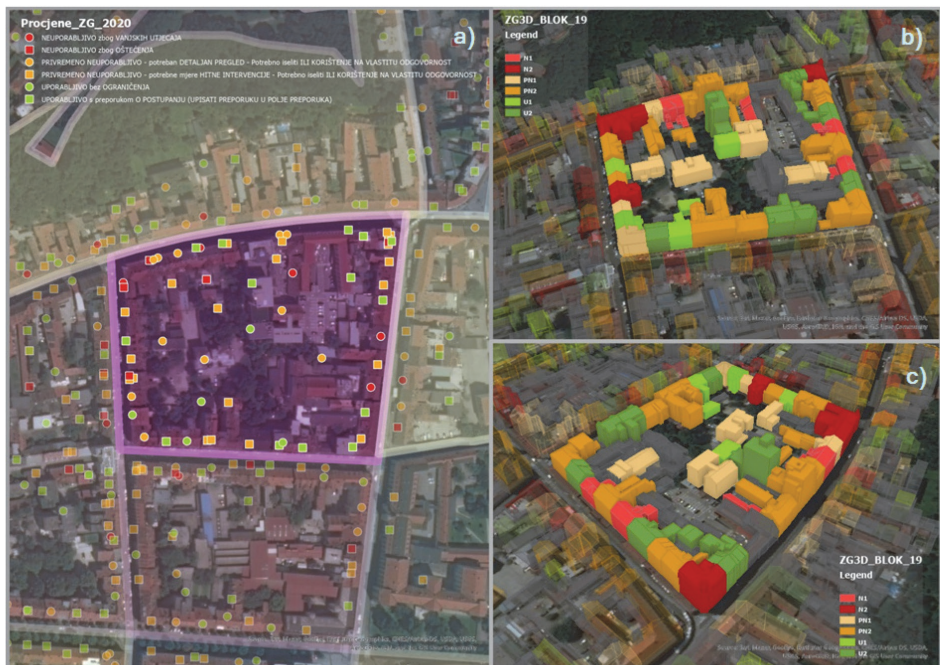 Procjene_ZG_2020
a)
NEUPORABLJIVO zbog VANJSKIH UTJECAJA
NEUPORABLJIVO zbog OŠTEĆENJA
PRIVREMENO NEUPORABLJIVO - potreban DETALJAN PREGLED - Potrebno iseliti ILI KORIŠTENJE NA VLASTITU ODGOVORNOST
PRIVREMENO NEUPORABLJIVO - potrebne mjere HITNE INTERVENCIJE - Potrebno iseliti ILI KORIŠTENJE NA VLASTITU ODGOVORNOST
UPORABLJIVO bez OGRANIČENJA
UPORABLJIVO s preporukom O POSTUPANJU (UPISATI PREPORUKU U POLJE PREPORUKA)
ZG3D_BLOK_19
b)
Legend
N1
N2
PN1
PN2
U1
U2
c)
ZG3D_BLOK_19
Legend
N1
N2
PN1
PN2
U1
U2